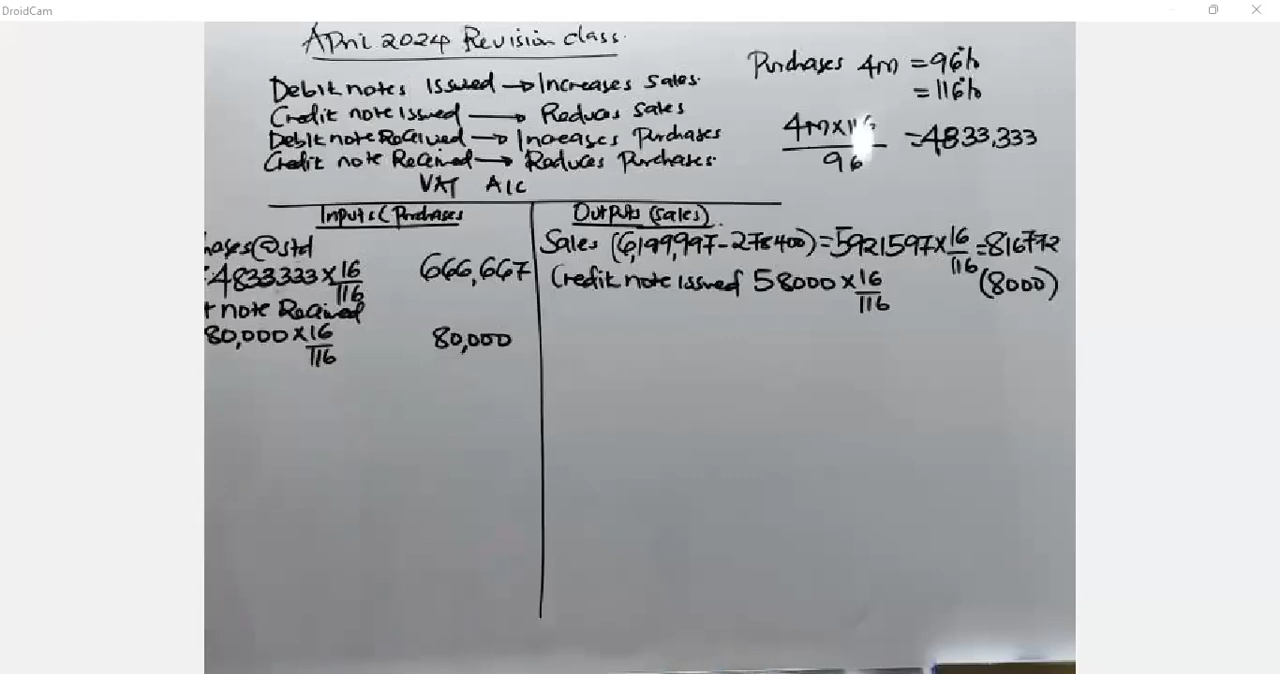 DroidCam
April 2024 Revision class.
Debit notes Issued → Increases Sales.
Credit note issued → Reduces Sales
Debit note Received → Increases Purchases
Credit note Received → Reduces Purchases.
Purchases 4m = 96%
= 116%
4m x 116
96
= 4833,333
VAT A/C
Inputs (Purchases
Outputs (sales).
hases@std
4833333 x 16
116
666,667
note Received
80,000 x 16
116
80,000
Sales (6,199,997 - 278400) = 5921597 x 16
116
= 816772
Credit note issued 58000 x 16
116
(8000)